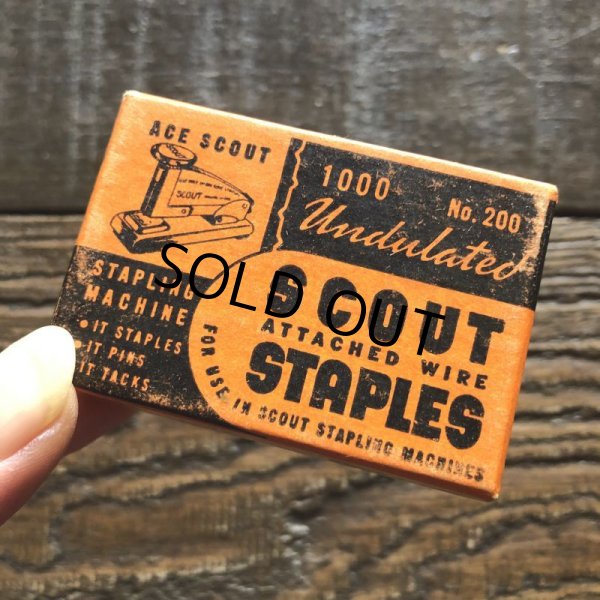 ACE SCOUT
SCOUT
STAPLING
MACHINE
• IT STAPLES
• IT PINS
IT TACKS
1000
No. 200
Undulated
SCOUT
ATTACHED WIRE
STAPLES
FOR USE IN SCOUT STAPLING MACHINES
SOLD OUT